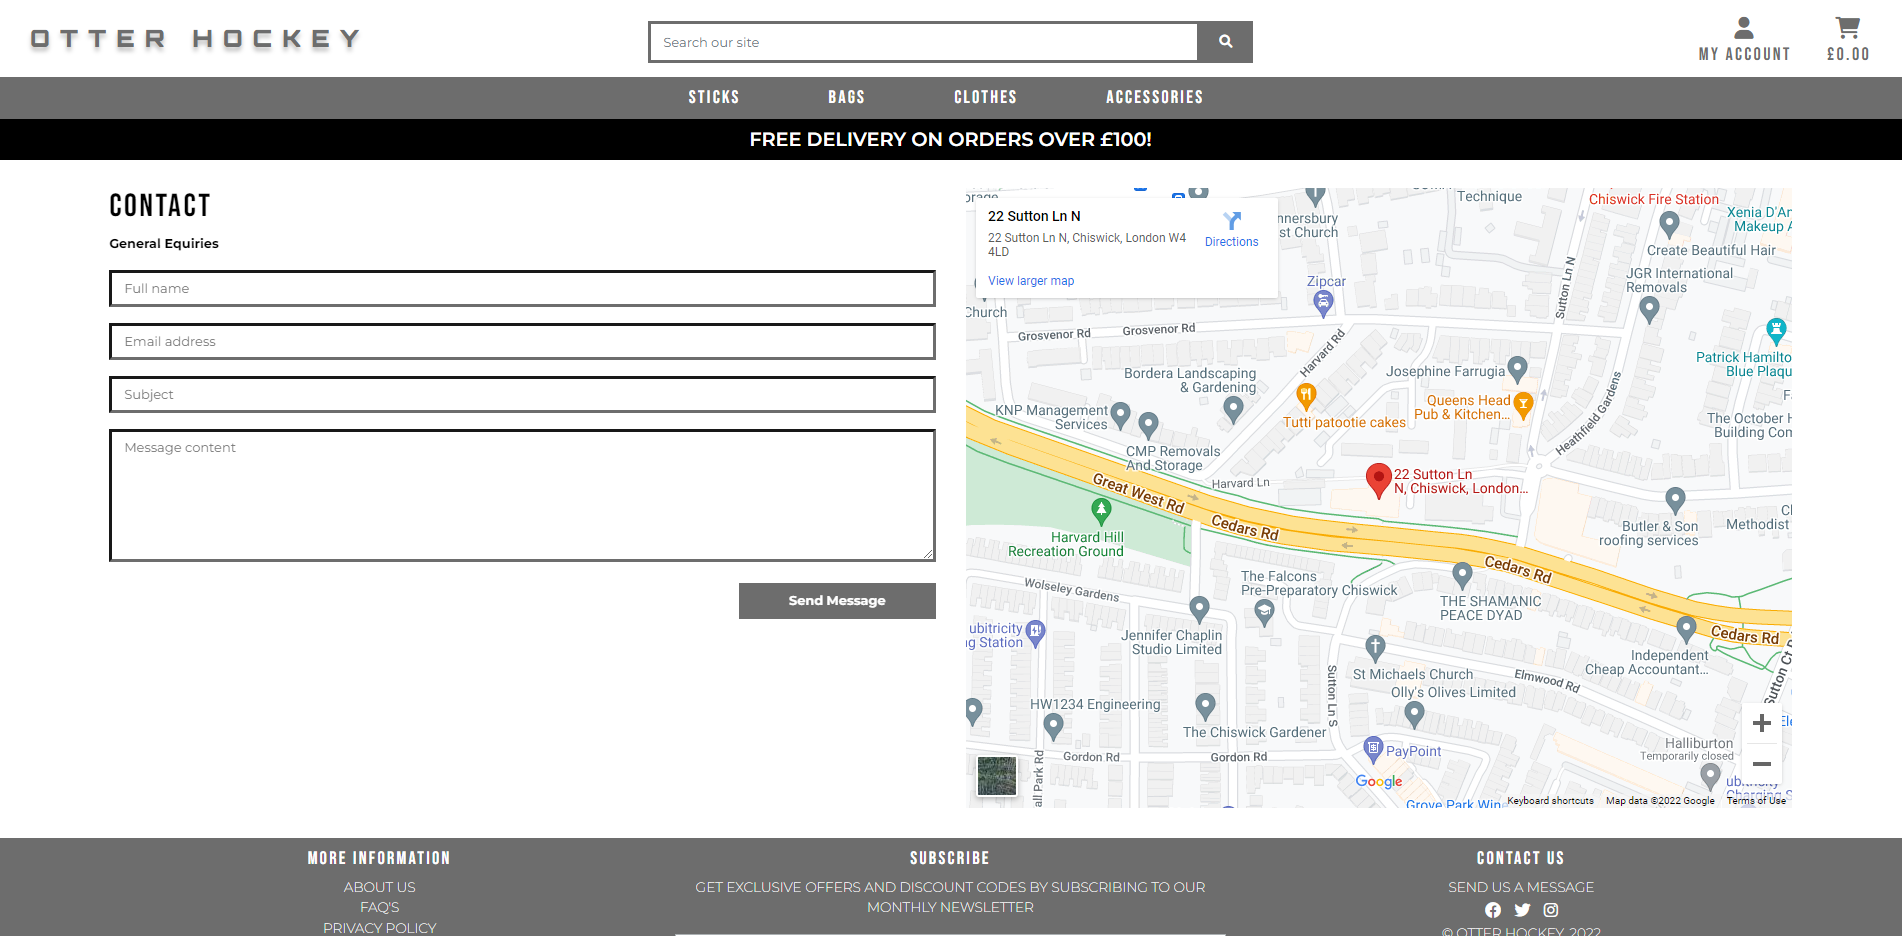 OTTER HOCKEY
Search our site
MY ACCOUNT
£0.00
STICKS
BAGS
CLOTHES
ACCESSORIES
FREE DELIVERY ON ORDERS OVER £100!
CONTACT
General Equiries
Full name
Email address
Subject
Message content
Send Message
22 Sutton Ln N
22 Sutton Ln N, Chiswick, London W4
4LD
View larger map
Directions
Technique
Chiswick Fire Station
Xenia D'Ar
Makeup A
Create Beautiful Hair
JGR International
Removals
nnersbury
st Church
Zipcar
Church
Grosvenor Rd
Grosvenor Rd
Harvard Rd
Sutton Ln N
Patrick Hamilto
Blue Plaqu
Bordera Landscaping
& Gardening
Josephine Farrugia
Queens Head
Pub & Kitchen...
Heathfield Gardens
KNP Management
Services
Tutti patootie cakes
The October H
Building Con
CMP Removals
And Storage
22 Sutton Ln
N, Chiswick, London...
Harvard Ln
Great West Rd
Cedars Rd
Butler & Son
roofing services
Methodist
Harvard Hill
Recreation Ground
Cedars Rd
The Falcons
Pre-Preparatory Chiswick
Wolseley Gardens
THE SHAMANIC
PEACE DYAD
ubitricity
g Station
Jennifer Chaplin
Studio Limited
Cedars Rd
Independent
Cheap Accountant...
St Michaels Church
Elmwood Rd
Sutton Ct
Olly's Olives Limited
Sutton Ln S
HW1234 Engineering
The Chiswick Gardener
Halliburton
Temporarily closed
PayPoint
Gordon Rd
Gordon Rd
all Park Rd
Google
ubitricity
Charging S
Grove Park Win
Keyboard shortcuts
Map data ©2022 Google
Terms of Use
MORE INFORMATION
ABOUT US
FAQ'S
PRIVACY POLICY
SUBSCRIBE
GET EXCLUSIVE OFFERS AND DISCOUNT CODES BY SUBSCRIBING TO OUR
MONTHLY NEWSLETTER
CONTACT US
SEND US A MESSAGE
© OTTER HOCKEY, 2022